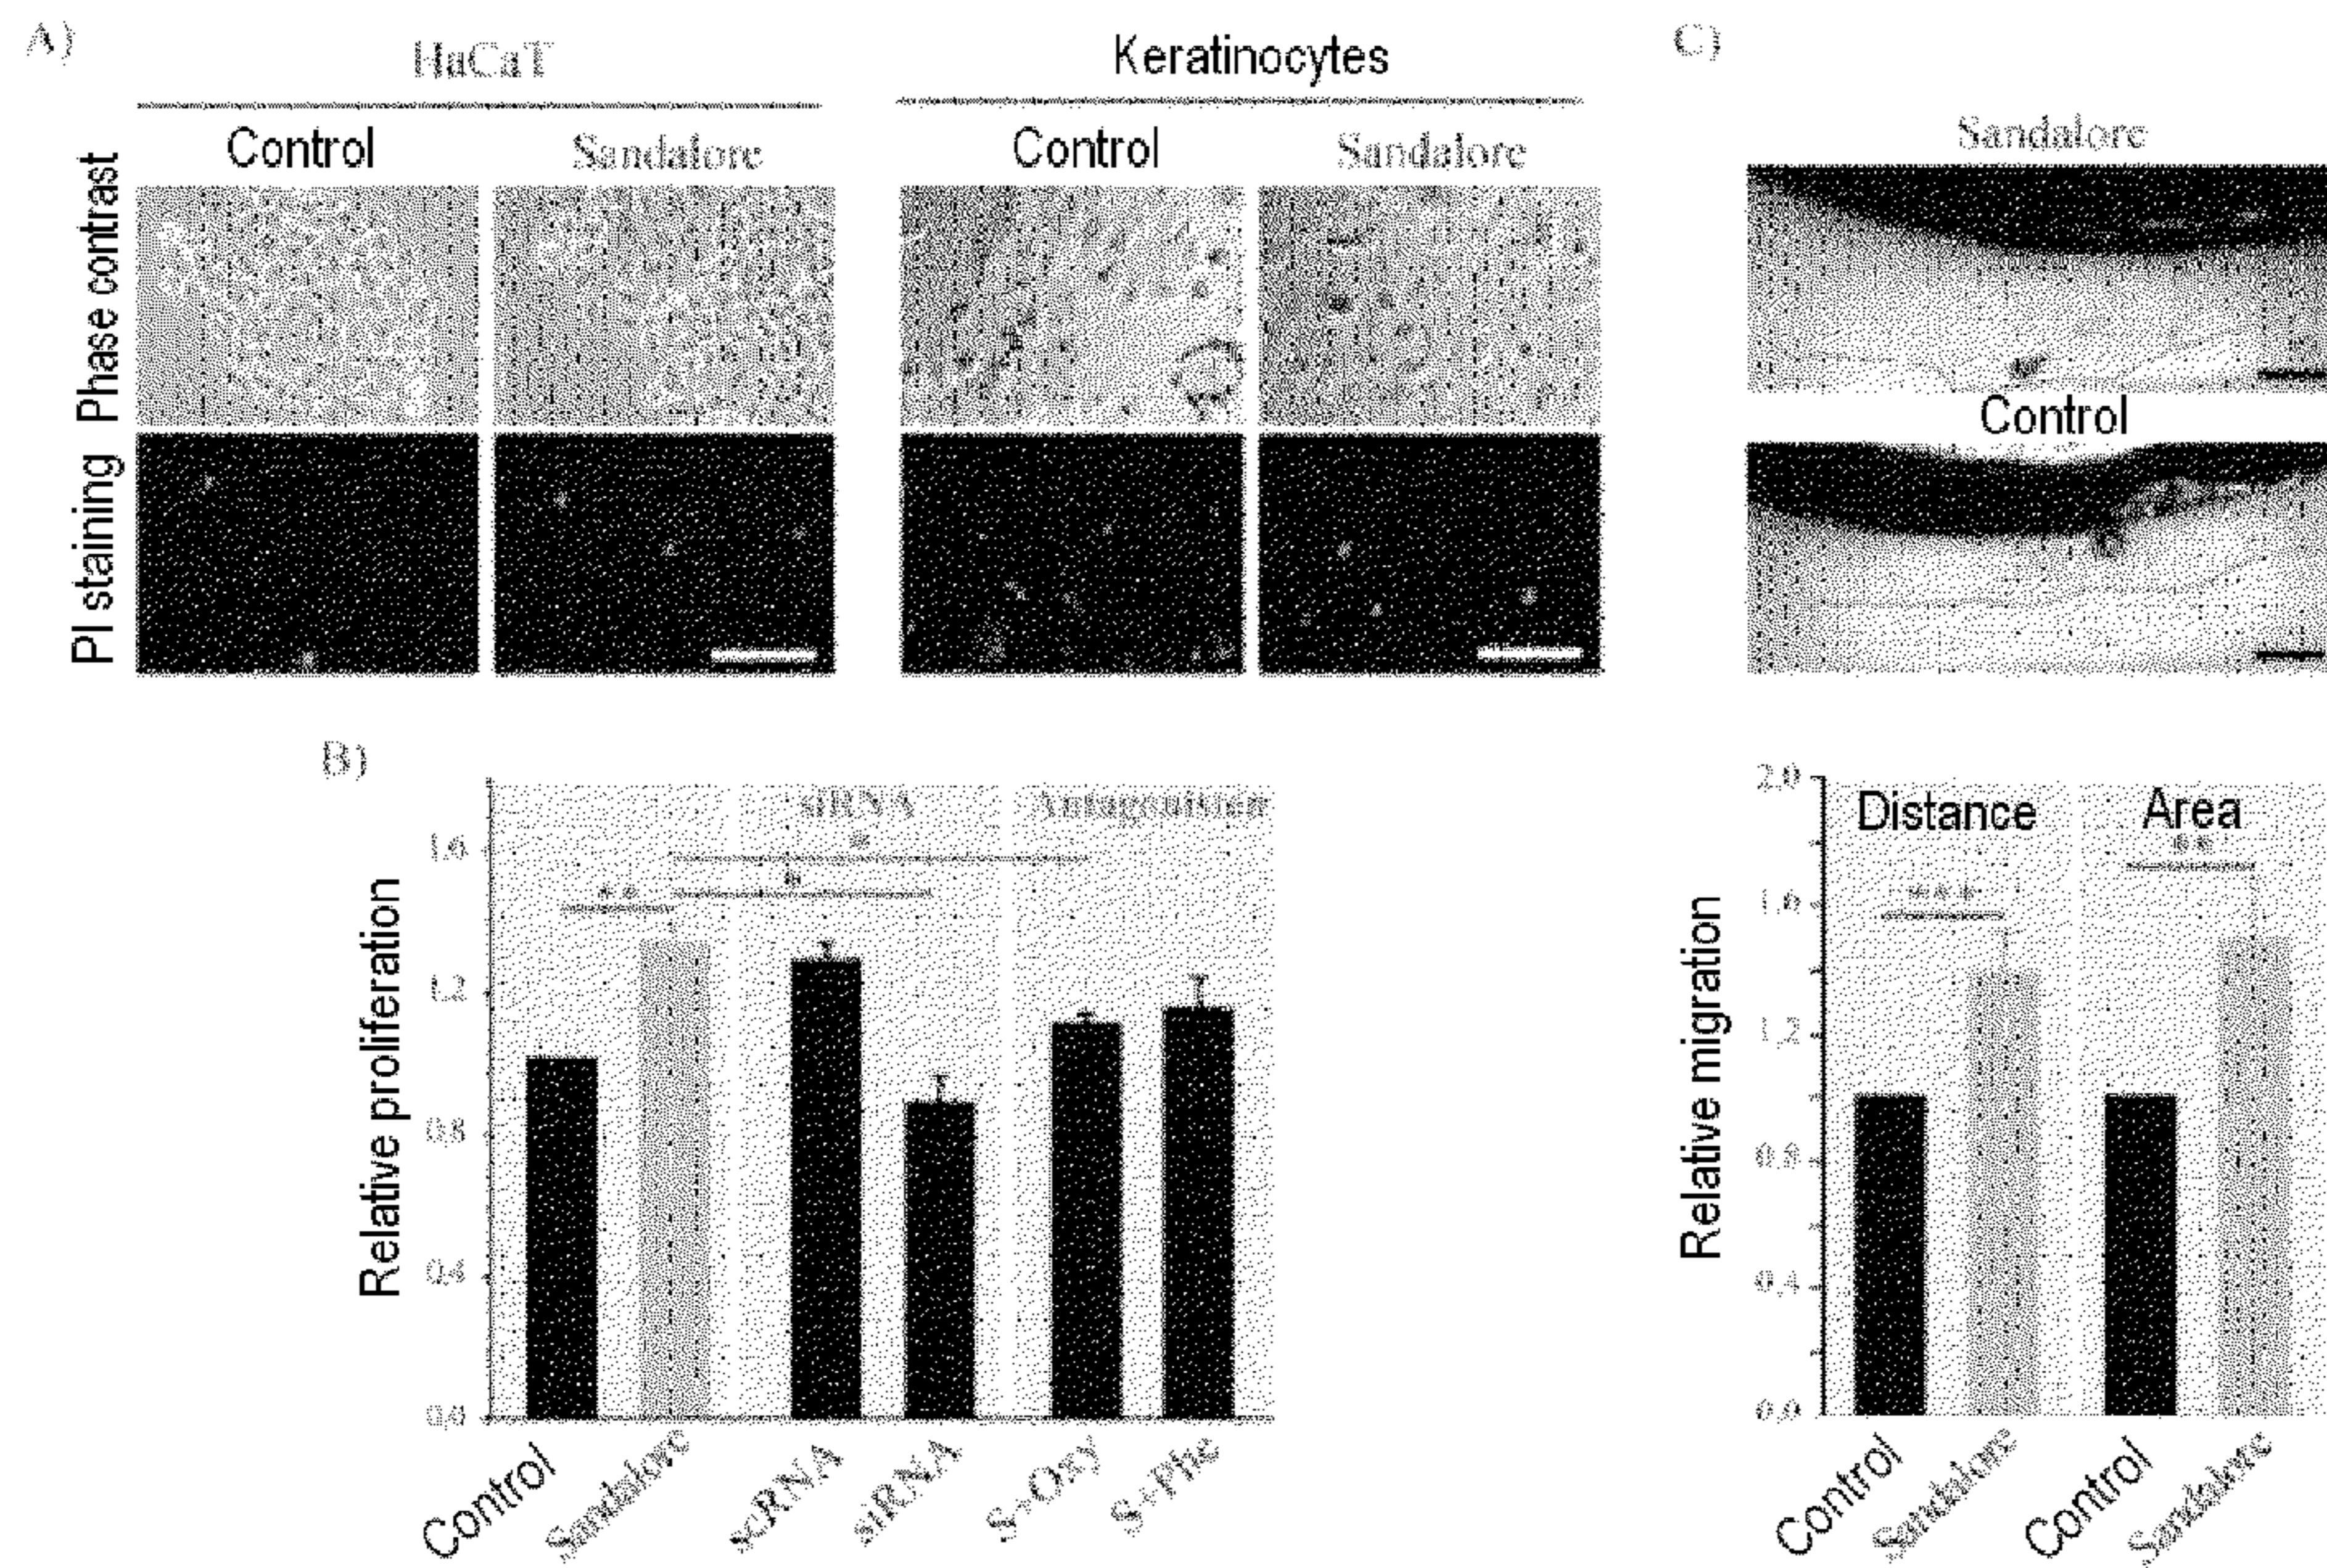 A)
HaCaT
Keratinocytes
Control
Sandalore
Control
Sandalore
Phase contrast
PI staining
C)
Sandalore
Control
B)
Relative proliferation
1.6
1.2
0.8
0.4
0.0
siRNA
Antagonisten
*
*
**
Control
Sandalore
scRNA
siRNA
S+Oxy
S+Phe
Relative migration
2.0
1.6
1.2
0.8
0.4
0.0
Distance
Area
***
**
Control
Sandalore
Control
Sandalore